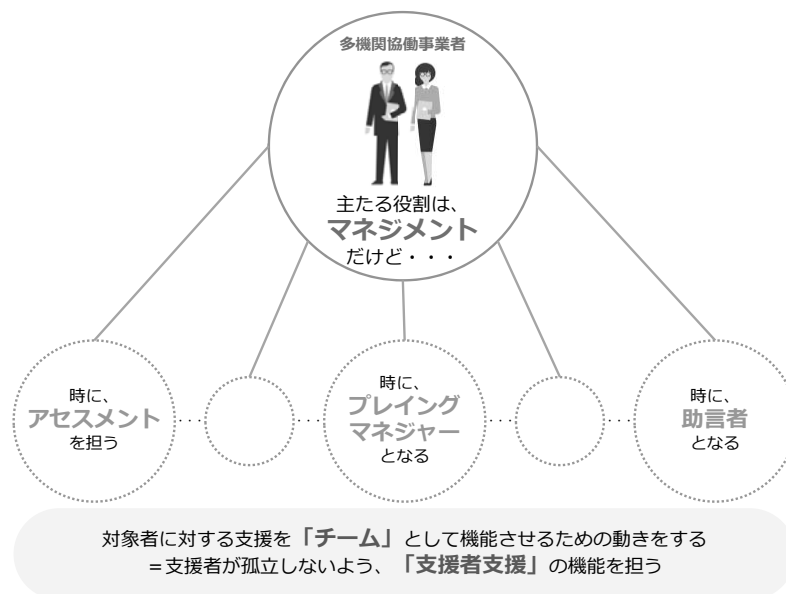 多機関協働事業者
主たる役割は、
マネジメント
だけど・・・
時に、
アセスメント
を担う
・・・
・・・
時に、
プレイング
マネジャー
となる
・・・
・・・
時に、
助言者
となる
対象者に対する支援を「チーム」として機能させるための動きをする
＝支援者が孤立しないよう、「支援者支援」の機能を担う